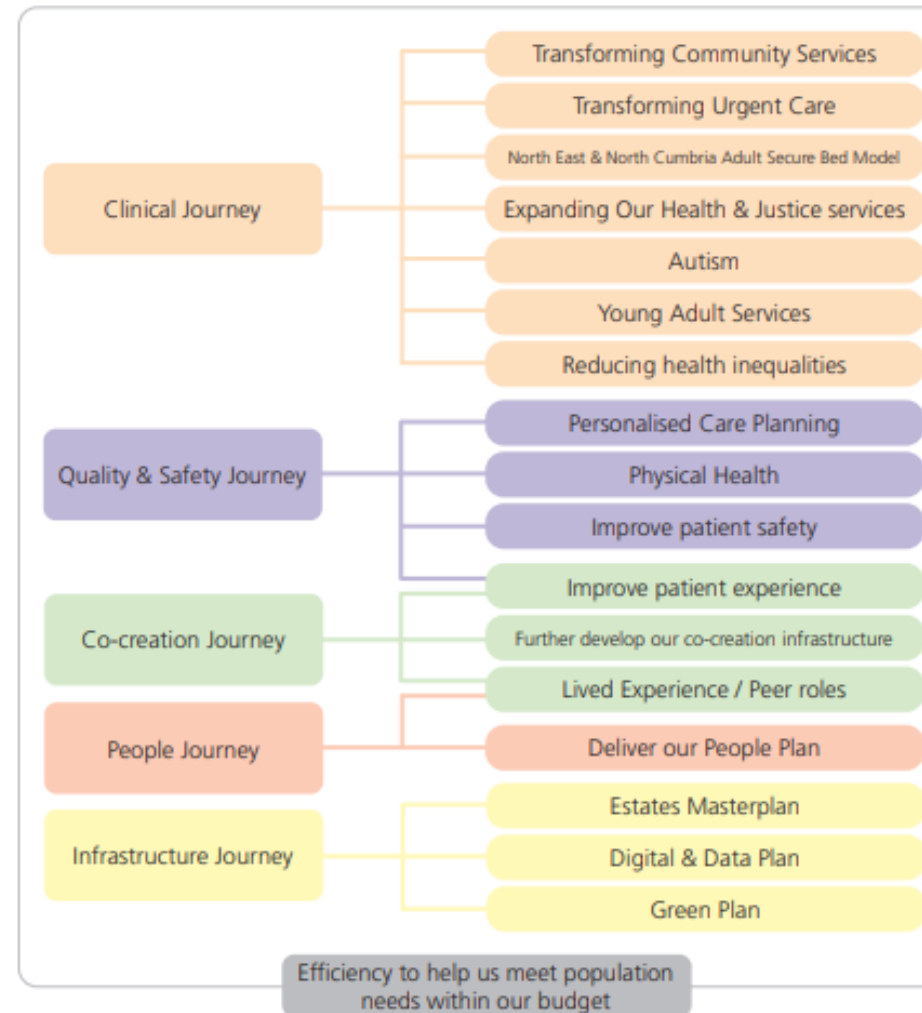 Clinical Journey
Transforming Community Services
Transforming Urgent Care
North East & North Cumbria Adult Secure Bed Model
Expanding Our Health & Justice services
Autism
Young Adult Services
Reducing health inequalities
Quality & Safety Journey
Personalised Care Planning
Physical Health
Improve patient safety
Co-creation Journey
Improve patient experience
Further develop our co-creation infrastructure
Lived Experience / Peer roles
People Journey
Deliver our People Plan
Infrastructure Journey
Estates Masterplan
Digital & Data Plan
Green Plan
Efficiency to help us meet population
needs within our budget